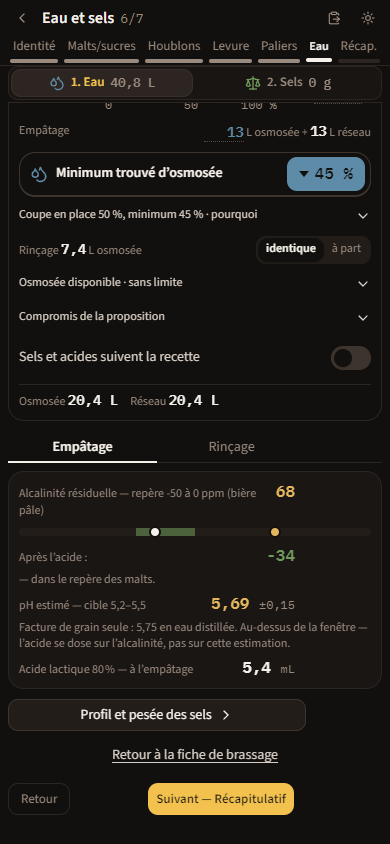 Eau et sels 6/7
Identité Malts/sucres Houblons Levure Paliers Eau Récap.
1. Eau 40,8 L 2. Sels 0 g
0 50 100 %
Empâtage 13 L osmosée + 13 L réseau
Minimum trouvé d’osmosée 45 %
Coupe en place 50 %, minimum 45 % · pourquoi
Rinçage 7,4 L osmosée identique à part
Osmosée disponible · sans limite
Compromis de la proposition
Sels et acides suivent la recette
Osmosée 20,4 L Réseau 20,4 L
Empâtage Rinçage
Alcalinité résiduelle — repère -50 à 0 ppm (bière 68
pâle)
Après l’acide : -34
— dans le repère des malts.
pH estimé — cible 5,2–5,5 5,69 ±0,15
Facture de grain seule : 5,75 en eau distillée. Au-dessus de la fenêtre —
l’acide se dose sur l’alcalinité, pas sur cette estimation.
Acide lactique 80 % — à l’empâtage 5,4 mL
Profil et pesée des sels
Retour à la fiche de brassage
Retour Suivant — Récapitulatif